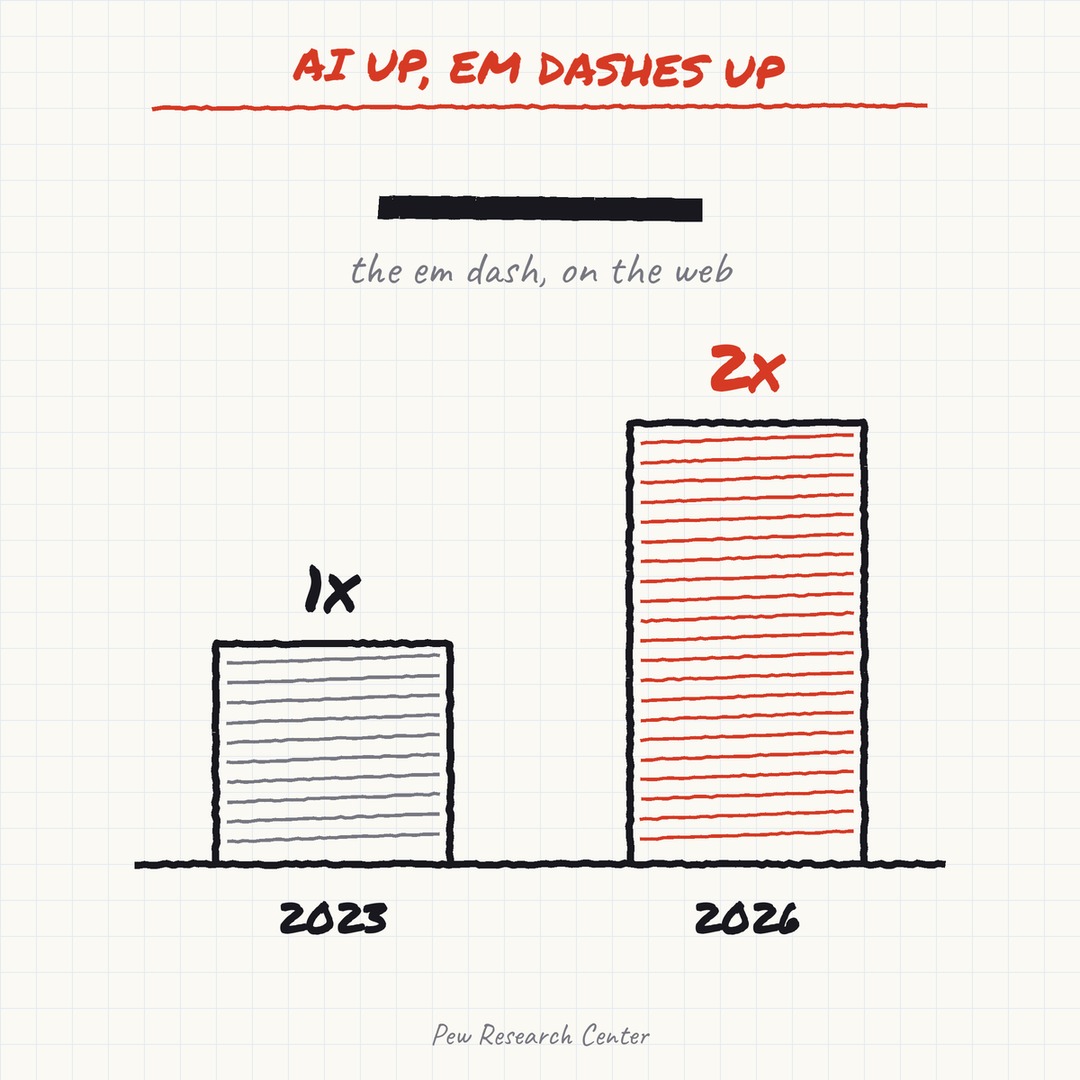 AI UP, EM DASHES UP
the em dash, on the web
2x
1x
2023 2026
Pew Research Center